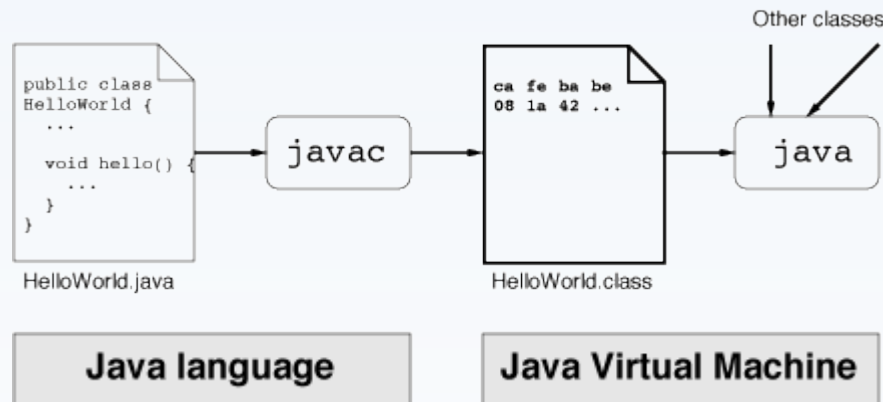 Other classes
public class
HelloWorld {
...
void hello() {
...
}
}
javac
ca fe ba be
08 1a 42 ...
java
HelloWorld.java
HelloWorld.class
Java language
Java Virtual Machine